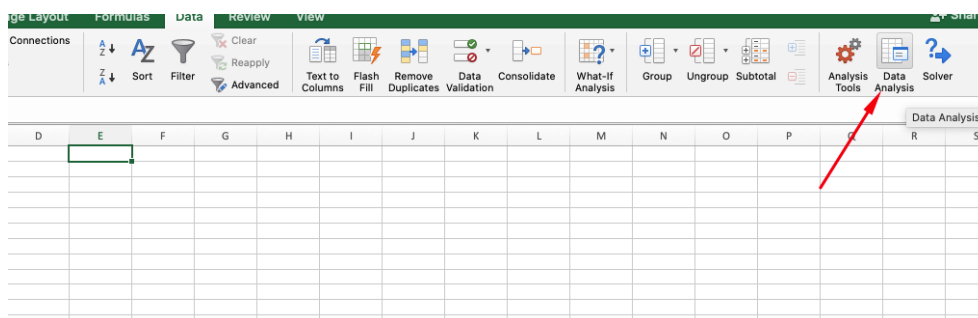 ge Layout Formulas Data Review View Shar
Connections
Clear
Reapply
Advanced
Sort Filter
Text to Columns
Flash Fill
Remove Duplicates
Data Validation
Consolidate
What-If Analysis
Group Ungroup Subtotal
Analysis Tools
Data Analysis
Solver
Data Analysis
D E F G H I J K L M N O P Q R S